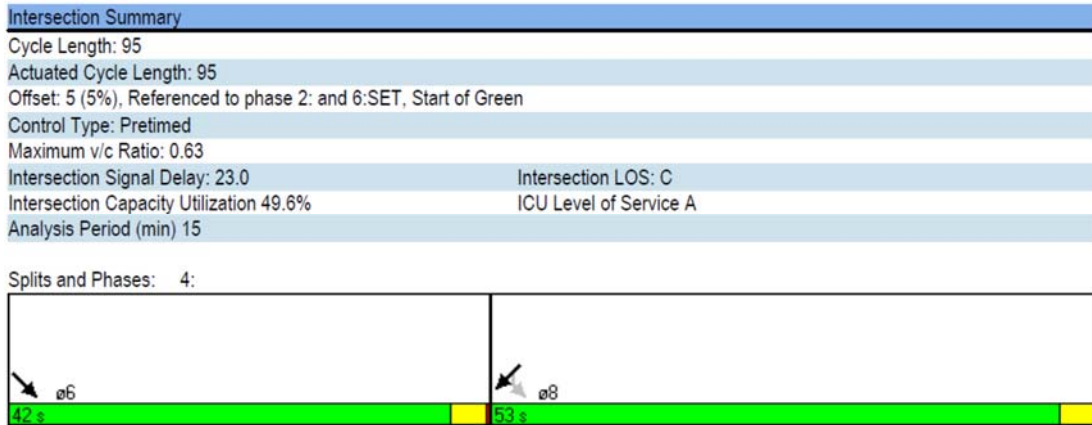 Intersection Summary
Cycle Length: 95
Actuated Cycle Length: 95
Offset: 5 (5%), Referenced to phase 2: and 6:SET, Start of Green
Control Type: Pretimed
Maximum v/c Ratio: 0.63
Intersection Signal Delay: 23.0 Intersection LOS: C
Intersection Capacity Utilization 49.6% ICU Level of Service A
Analysis Period (min) 15
Splits and Phases: 4:
ø6 ø8
42 s 53 s